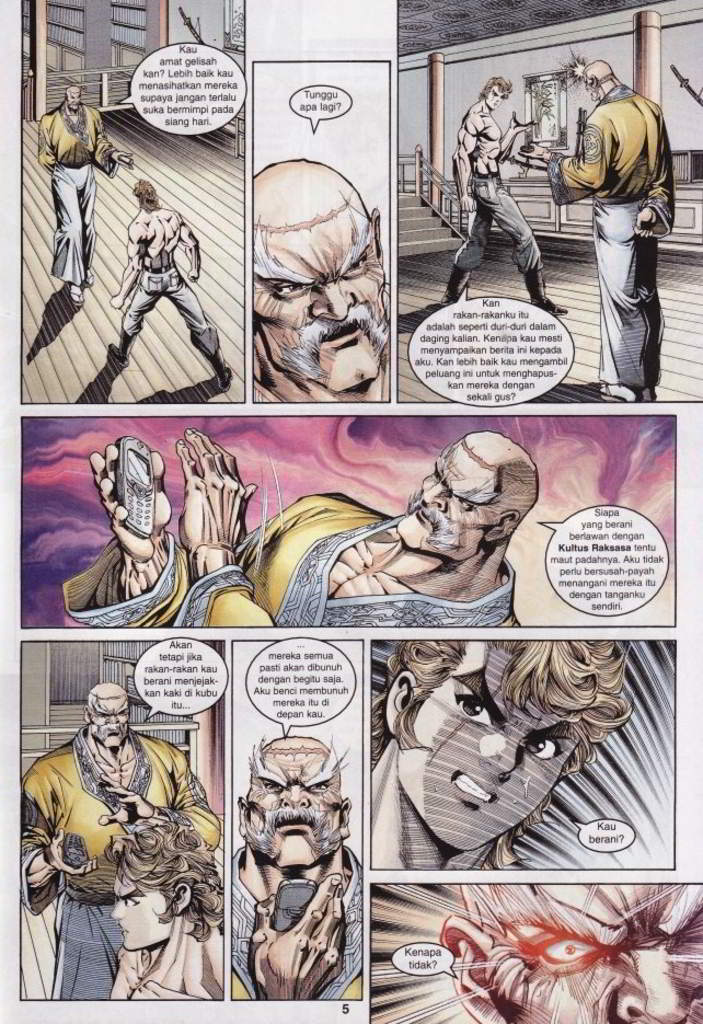 Kau
amat gelisah
kan? Lebih baik kau
menasihatkan mereka
supaya jangan terlalu
suka bermimpi pada
siang hari.
Tunggu
apa lagi?
Kan
rakan-rakanku itu
adalah seperti duri-duri dalam
daging kalian. Kenapa kau mesti
menyampaikan berita ini kepada
aku. Kan lebih baik kau mengambil
peluang ini untuk menghapus-
kan mereka dengan
sekali gus?
Siapa
yang berani
berlawan dengan
Kultus Raksasa tentu
maut padahnya. Aku tidak
perlu bersusah-payah
menangani mereka itu
dengan tanganku
sendiri.
Akan
tetapi jika
rakan-rakan kau
berani menjejak-
kan kaki di kubu
itu...
...
mereka semua
pasti akan dibunuh
dengan begitu saja.
Aku benci membunuh
mereka itu di
depan kau.
Kau
berani?
Kenapa
tidak?
5